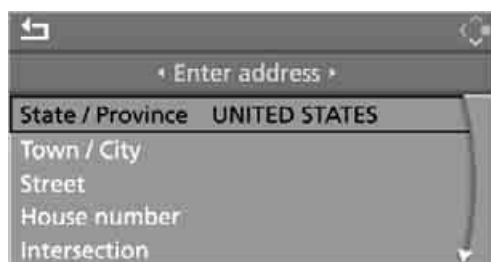 Enter address
State / Province UNITED STATES
Town / City
Street
House number
Intersection